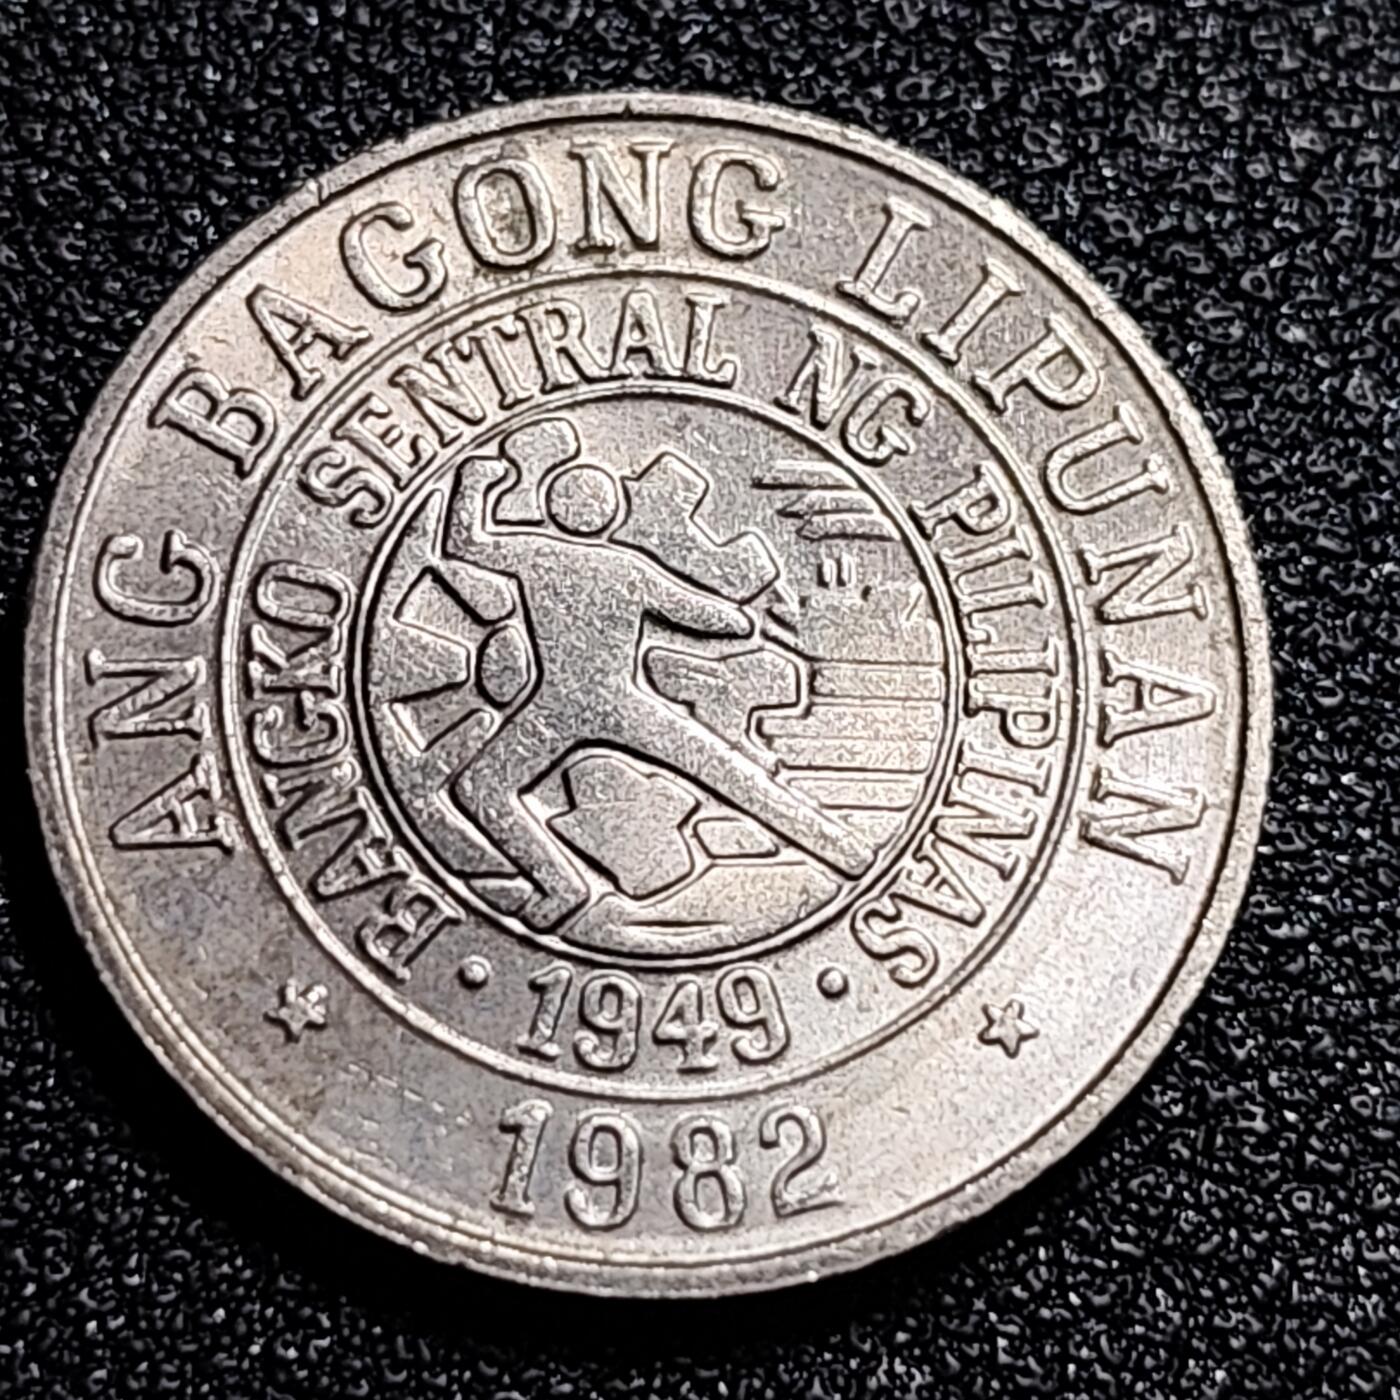 ANG BAGONG LIPUNAN
BANGKO SENTRAL NG PILIPINAS
· 1949 ·
1982